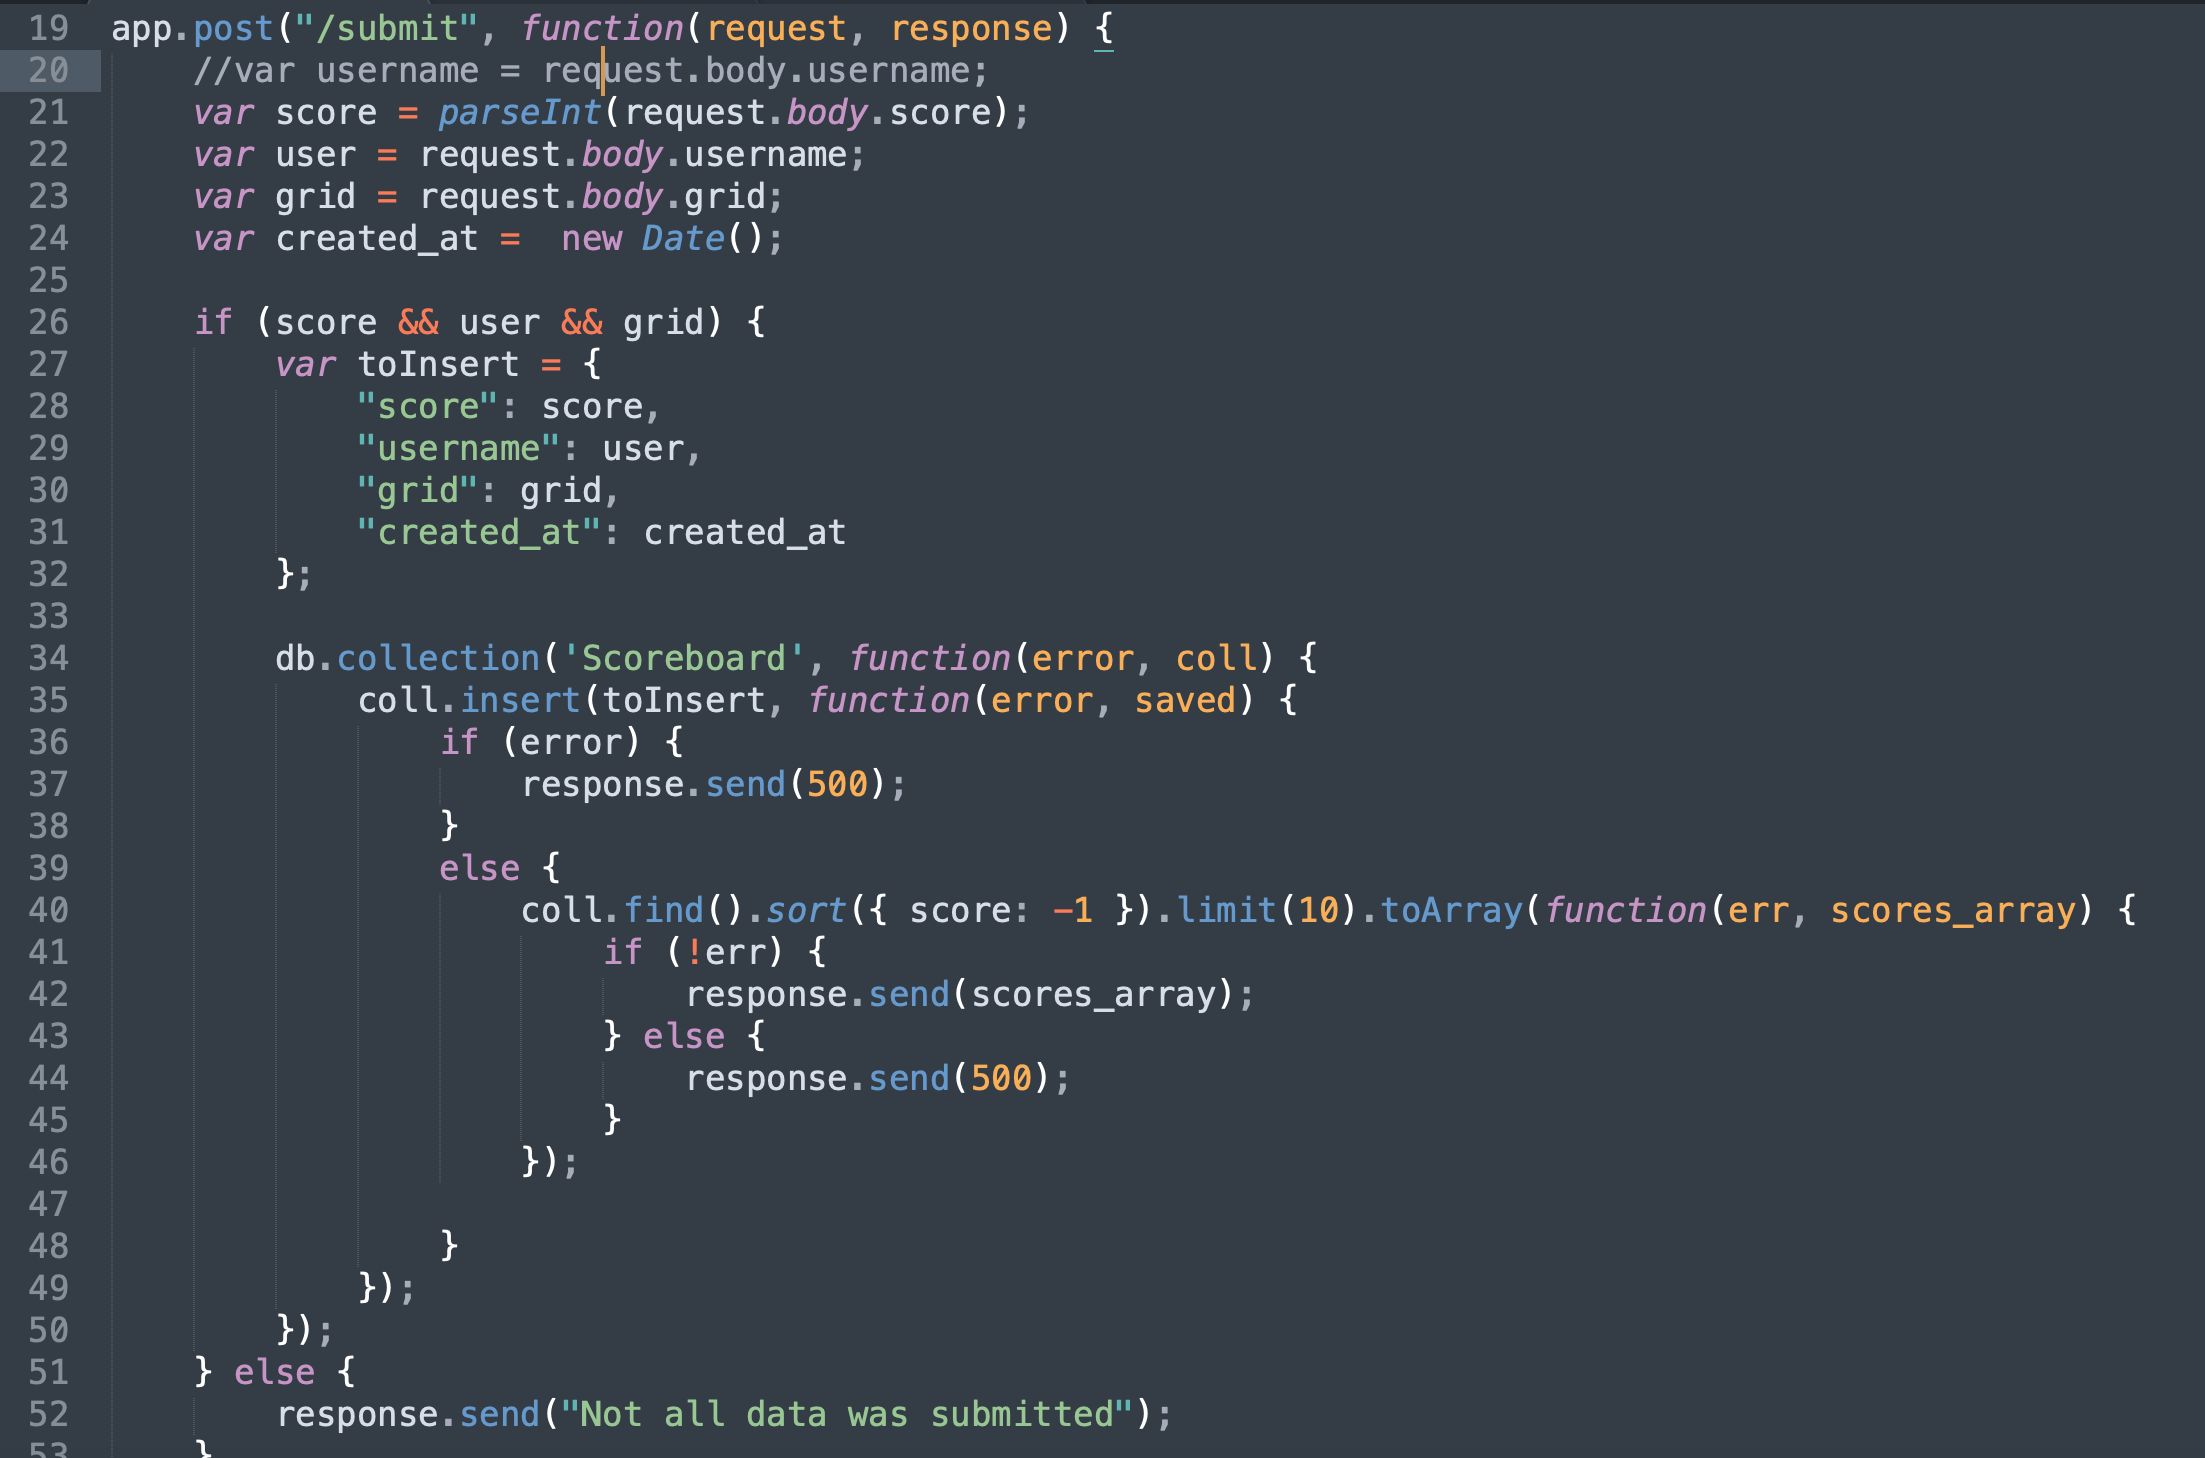 19 app.post("/submit", function(request, response) {
20     //var username = request.body.username;
21     var score = parseInt(request.body.score);
22     var user = request.body.username;
23     var grid = request.body.grid;
24     var created_at =  new Date();
25
26     if (score && user && grid) {
27         var toInsert = {
28             "score": score,
29             "username": user,
30             "grid": grid,
31             "created_at": created_at
32         };
33
34         db.collection('Scoreboard', function(error, coll) {
35             coll.insert(toInsert, function(error, saved) {
36                 if (error) {
37                     response.send(500);
38                 }
39                 else {
40                     coll.find().sort({ score: -1 }).limit(10).toArray(function(err, scores_array) {
41                         if (!err) {
42                             response.send(scores_array);
43                         } else {
44                             response.send(500);
45                         }
46                     });
47
48                 }
49             });
50         });
51     } else {
52         response.send("Not all data was submitted");
53     }